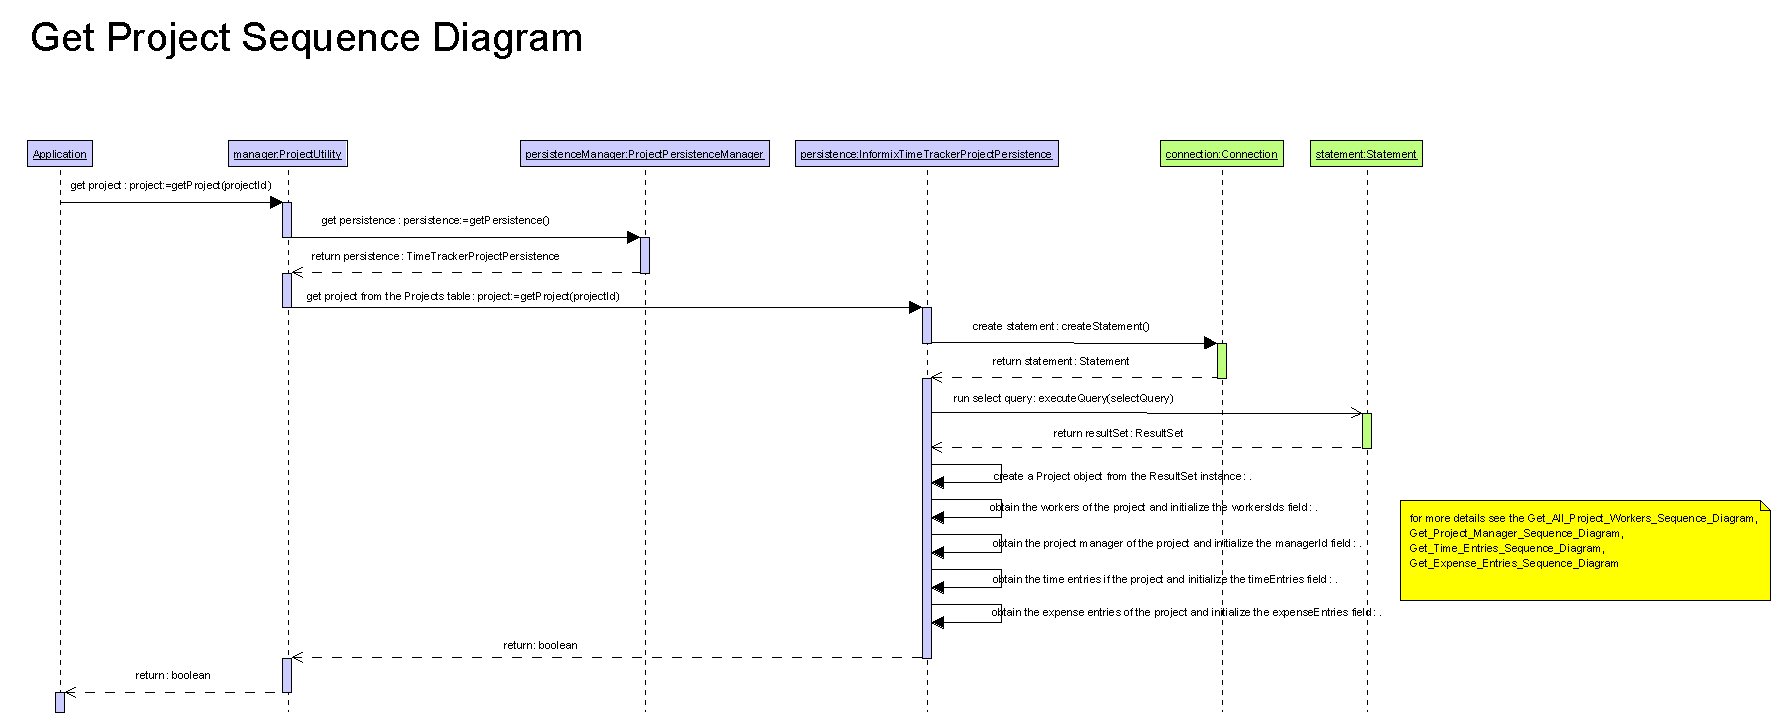 Get Project Sequence Diagram
Application
manager:ProjectUtility
persistenceManager:ProjectPersistenceManager
persistence:InformixTimeTrackerProjectPersistence
connection:Connection
statement:Statement
get project : project:=getProject(projectId)
get persistence : persistence:=getPersistence()
return persistence : TimeTrackerProjectPersistence
get project from the Projects table : project:=getProject(projectId)
create statement : createStatement()
return statement : Statement
run select query : executeQuery(selectQuery)
return resultSet : ResultSet
create a Project object from the ResultSet instance : .
obtain the workers of the project and initialize the workersIds field : .
for more details see the Get_All_Project_Workers_Sequence_Diagram,
Get_Project_Manager_Sequence_Diagram,
Get_Time_Entries_Sequence_Diagram,
Get_Expense_Entries_Sequence_Diagram
obtain the project manager of the project and initialize the managerId field : .
obtain the time entries if the project and initialize the timeEntries field : .
obtain the expense entries of the project and initialize the expenseEntries field : .
return : boolean
return : boolean